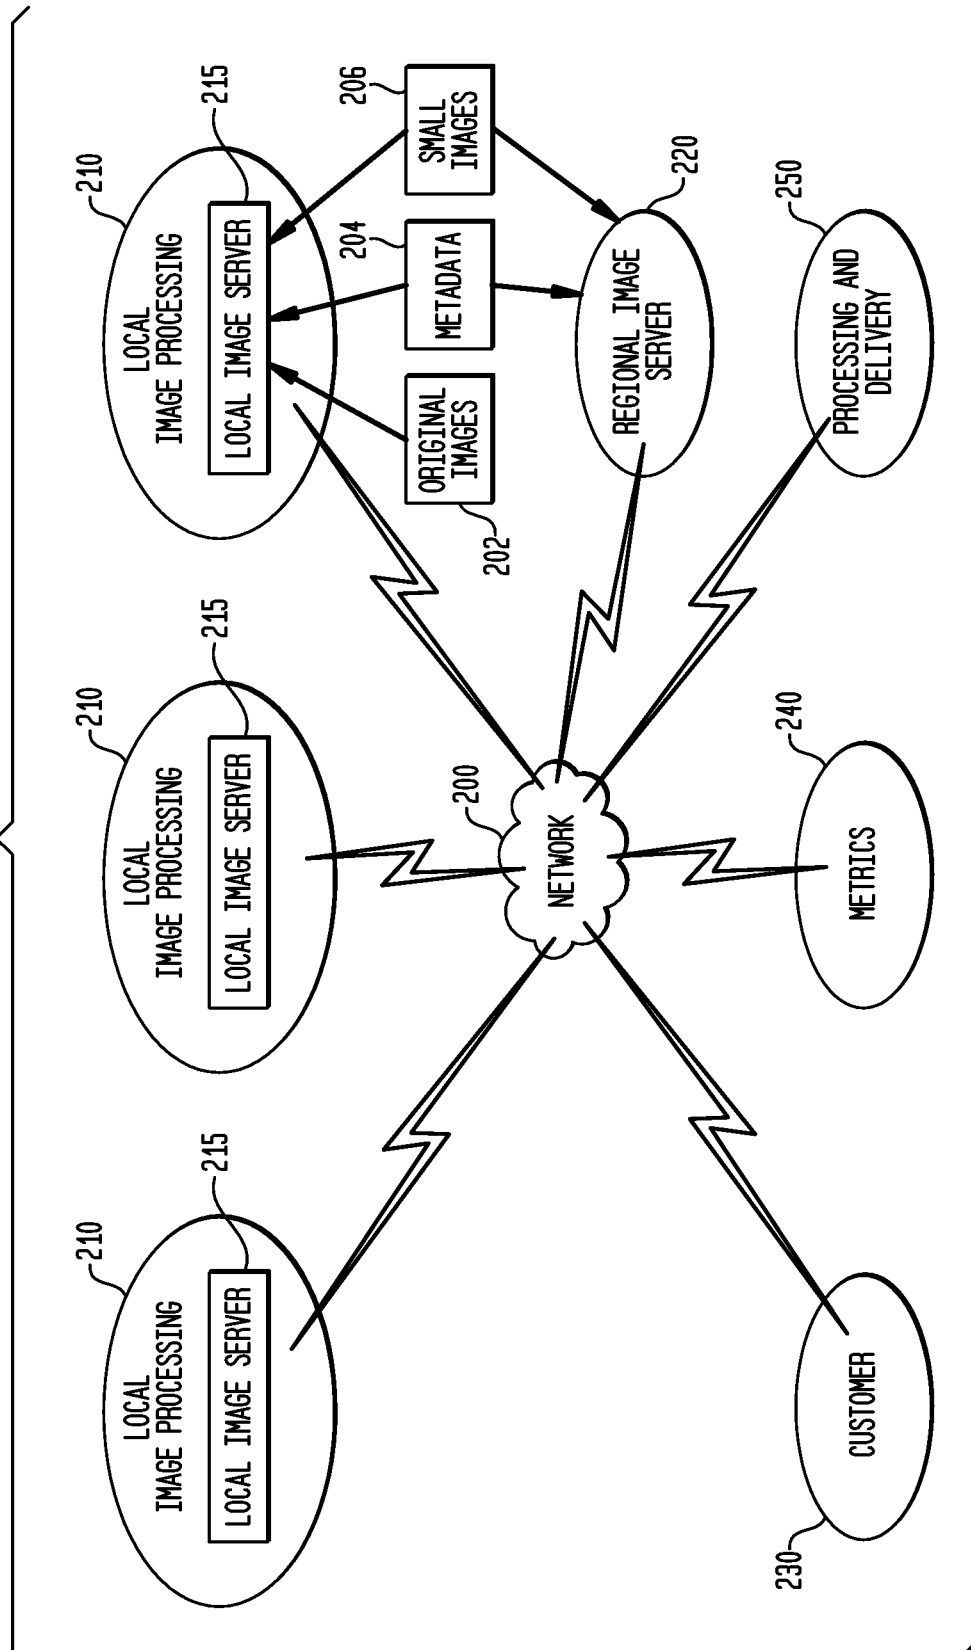 210
LOCAL
IMAGE PROCESSING
LOCAL IMAGE SERVER
215
210
LOCAL
IMAGE PROCESSING
LOCAL IMAGE SERVER
215
210
LOCAL
IMAGE PROCESSING
LOCAL IMAGE SERVER
215
202
ORIGINAL
IMAGES
204
METADATA
206
SMALL
IMAGES
200
NETWORK
REGIONAL IMAGE
SERVER
220
230
CUSTOMER
240
METRICS
250
PROCESSING AND
DELIVERY